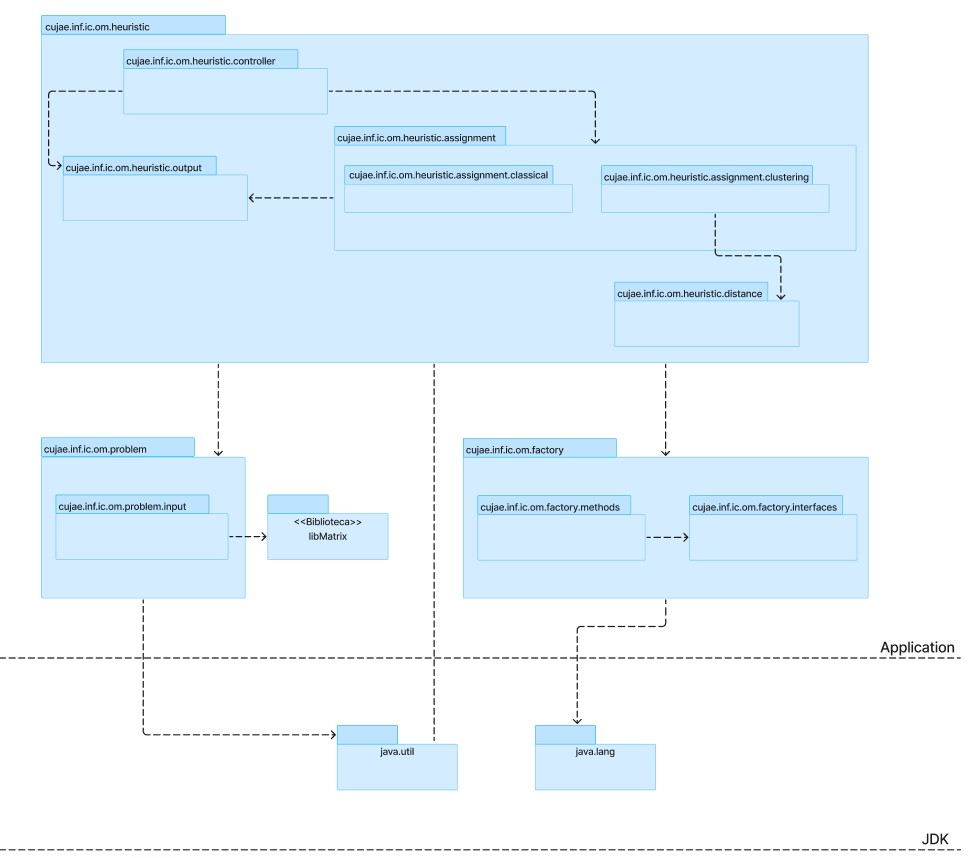 cujae.inf.ic.om.heuristic
cujae.inf.ic.om.heuristic.controller
cujae.inf.ic.om.heuristic.assignment
cujae.inf.ic.om.heuristic.output
cujae.inf.ic.om.heuristic.assignment.classical
cujae.inf.ic.om.heuristic.assignment.clustering
cujae.inf.ic.om.heuristic.distance
cujae.inf.ic.om.problem
cujae.inf.ic.om.factory
cujae.inf.ic.om.problem.input
<<Biblioteca>>
libMatrix
cujae.inf.ic.om.factory.methods
cujae.inf.ic.om.factory.interfaces
Application
java.util
java.lang
JDK